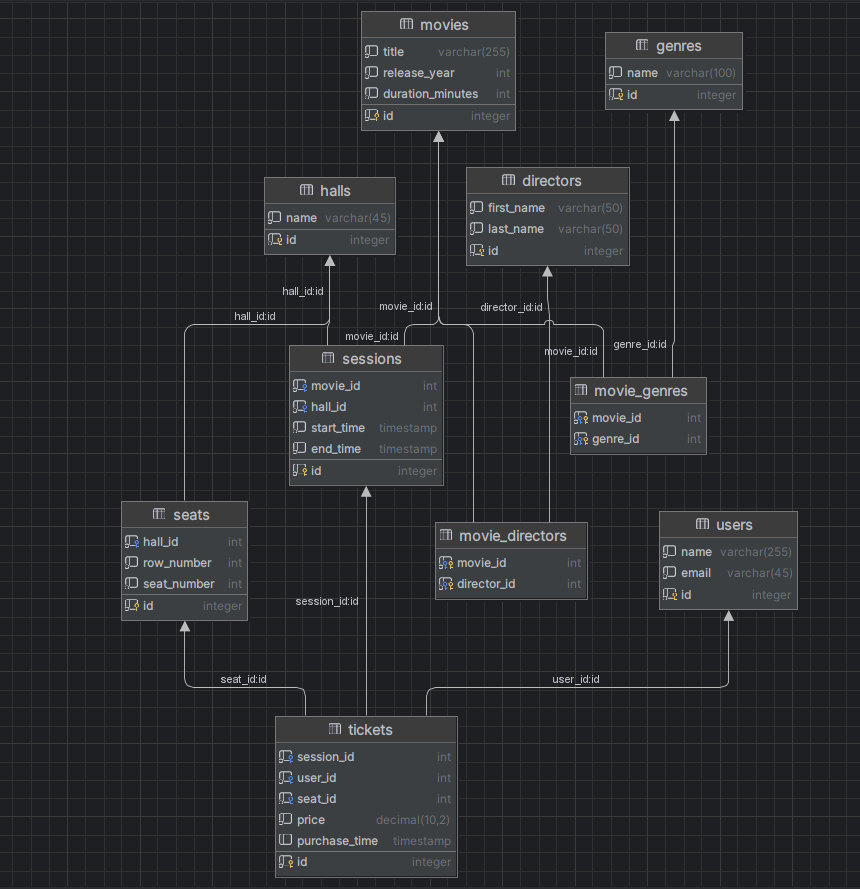 movies
title varchar(255)
release_year int
duration_minutes int
id integer
genres
name varchar(100)
id integer
halls
name varchar(45)
id integer
directors
first_name varchar(50)
last_name varchar(50)
id integer
hall_id:id
hall_id:id
movie_id:id
director_id:id
movie_id:id
movie_id:id
genre_id:id
sessions
movie_id int
hall_id int
start_time timestamp
end_time timestamp
id integer
movie_genres
movie_id int
genre_id int
seats
hall_id int
row_number int
seat_number int
id integer
movie_directors
movie_id int
director_id int
users
name varchar(255)
email varchar(45)
id integer
session_id:id
seat_id:id
user_id:id
tickets
session_id int
user_id int
seat_id int
price decimal(10,2)
purchase_time timestamp
id integer